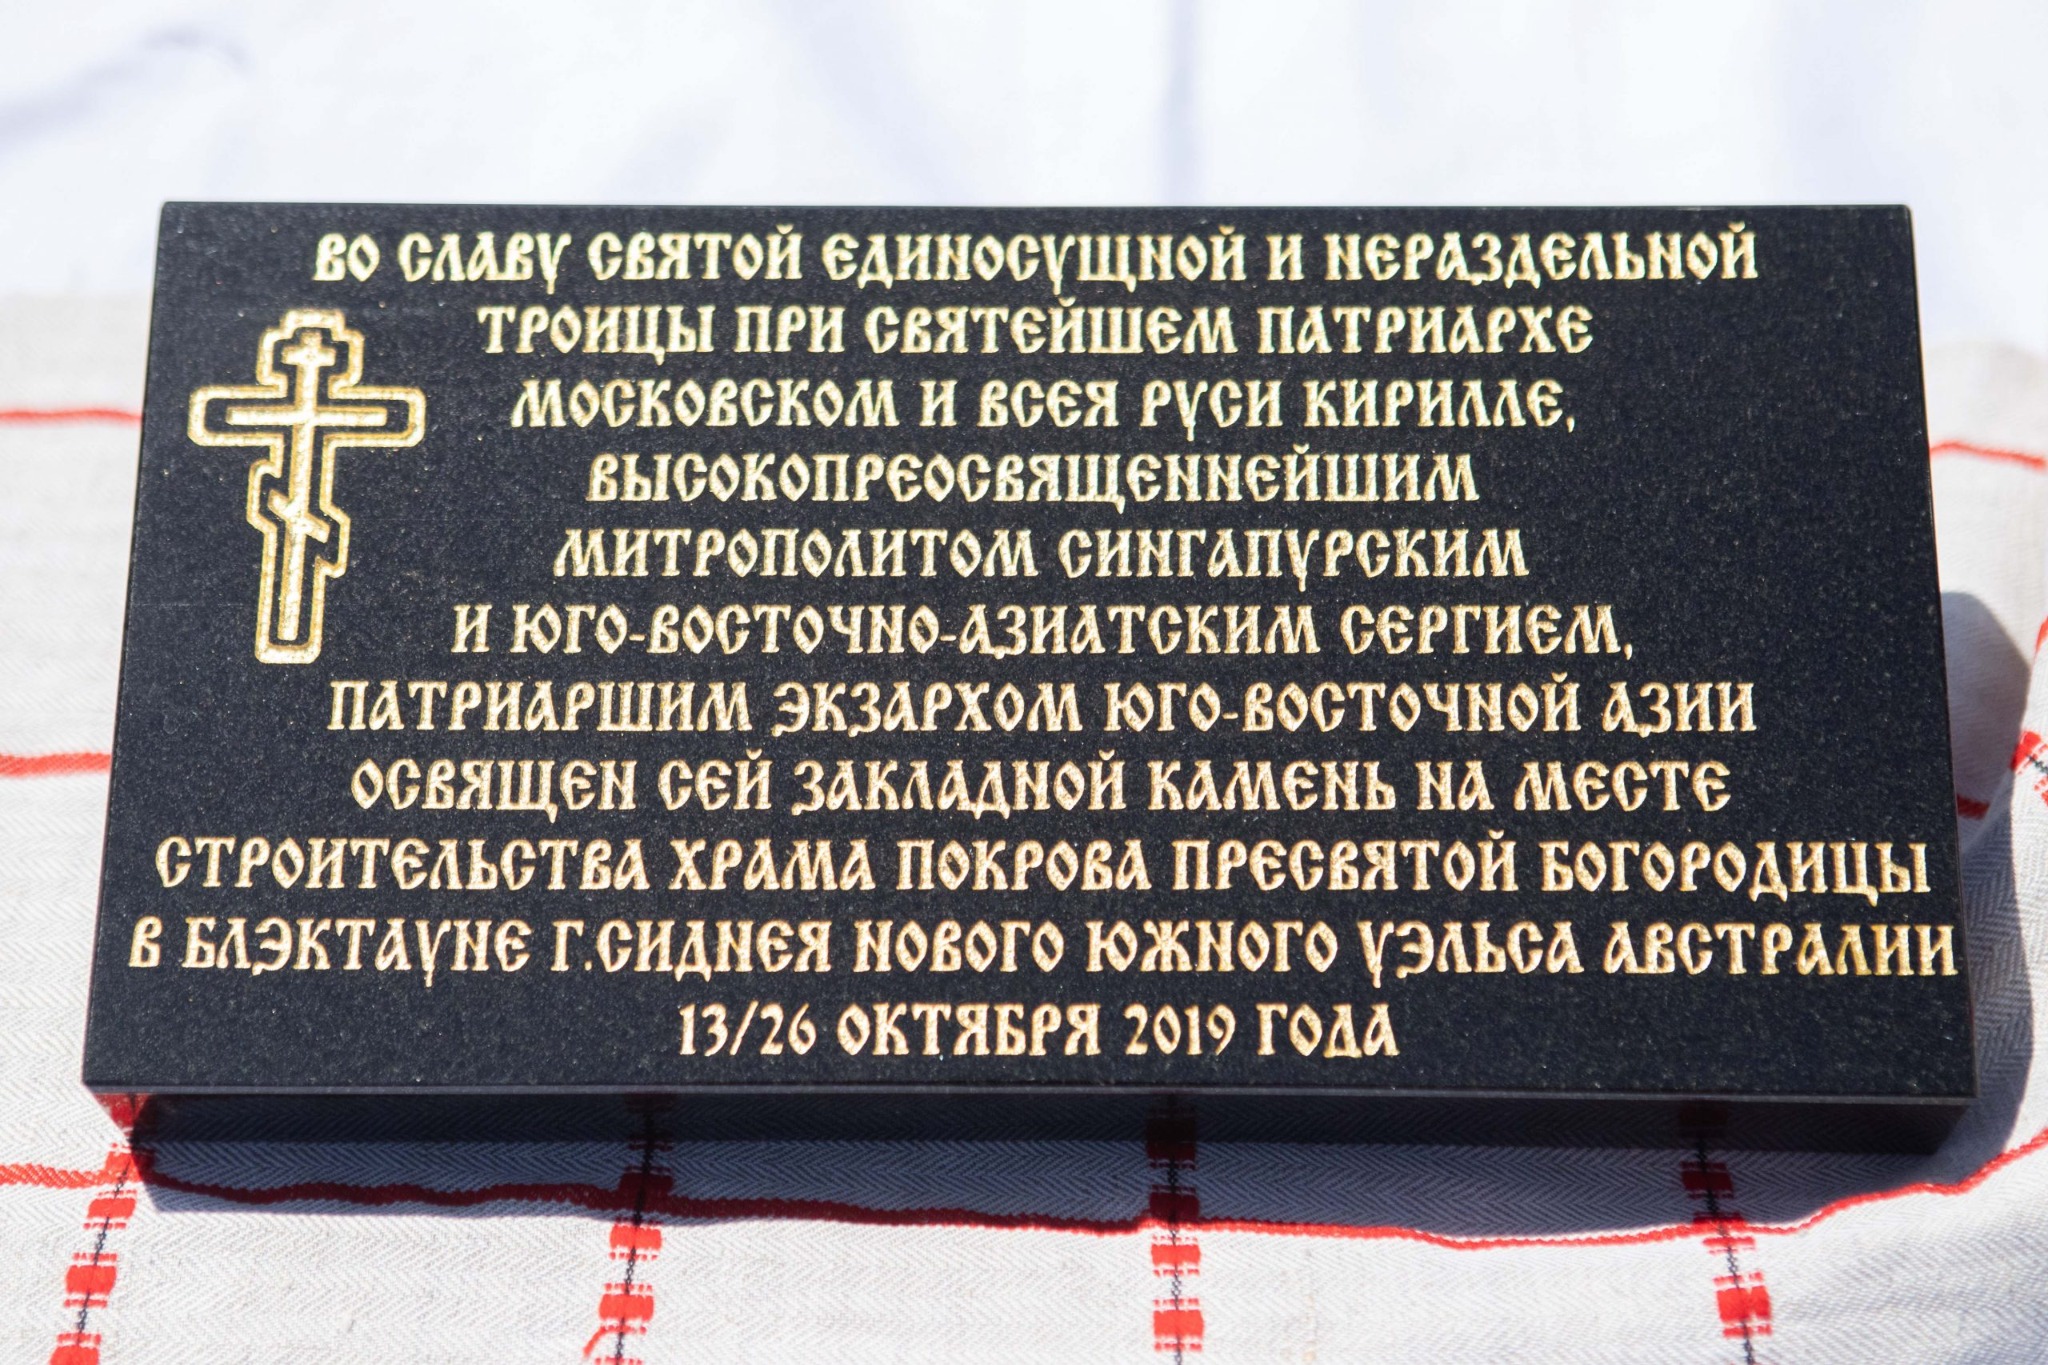 ВО СЛАВУ СВЯТОЙ ЕДИНОСУЩНОЙ И НЕРАЗДЕЛЬНОЙ
ТРОИЦЫ ПРИ СВЯТЕЙШЕМ ПАТРИАРХЕ
МОСКОВСКОМ И ВСЕЯ РУСИ КИРИЛЛЕ,
ВЫСОКОПРЕОСВЯЩЕННЕЙШИМ
МИТРОПОЛИТОМ СИНГАПУРСКИМ
И ЮГО-ВОСТОЧНО-АЗИАТСКИМ СЕРГИЕМ,
ПАТРИАРШИМ ЭКЗАРХОМ ЮГО-ВОСТОЧНОЙ АЗИИ
ОСВЯЩЕН СЕЙ ЗАКЛАДНОЙ КАМЕНЬ НА МЕСТЕ
СТРОИТЕЛЬСТВА ХРАМА ПОКРОВА ПРЕСВЯТОЙ БОГОРОДИЦЫ
В БЛЭКТАУНЕ Г.СИДНЕЯ НОВОГО ЮЖНОГО УЭЛЬСА АВСТРАЛИИ
13/26 ОКТЯБРЯ 2019 ГОДА